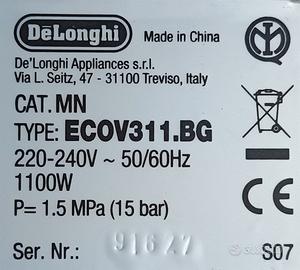 DeLonghi
Made in China
De'Longhi Appliances s.r.l.
Via L. Seitz, 47 - 31100 Treviso, Italy
CAT. MN
TYPE: ECOV311.BG
220-240V ~ 50/60Hz
1100W
P= 1.5 MPa (15 bar)
Ser. Nr.: 91627
CE
S07